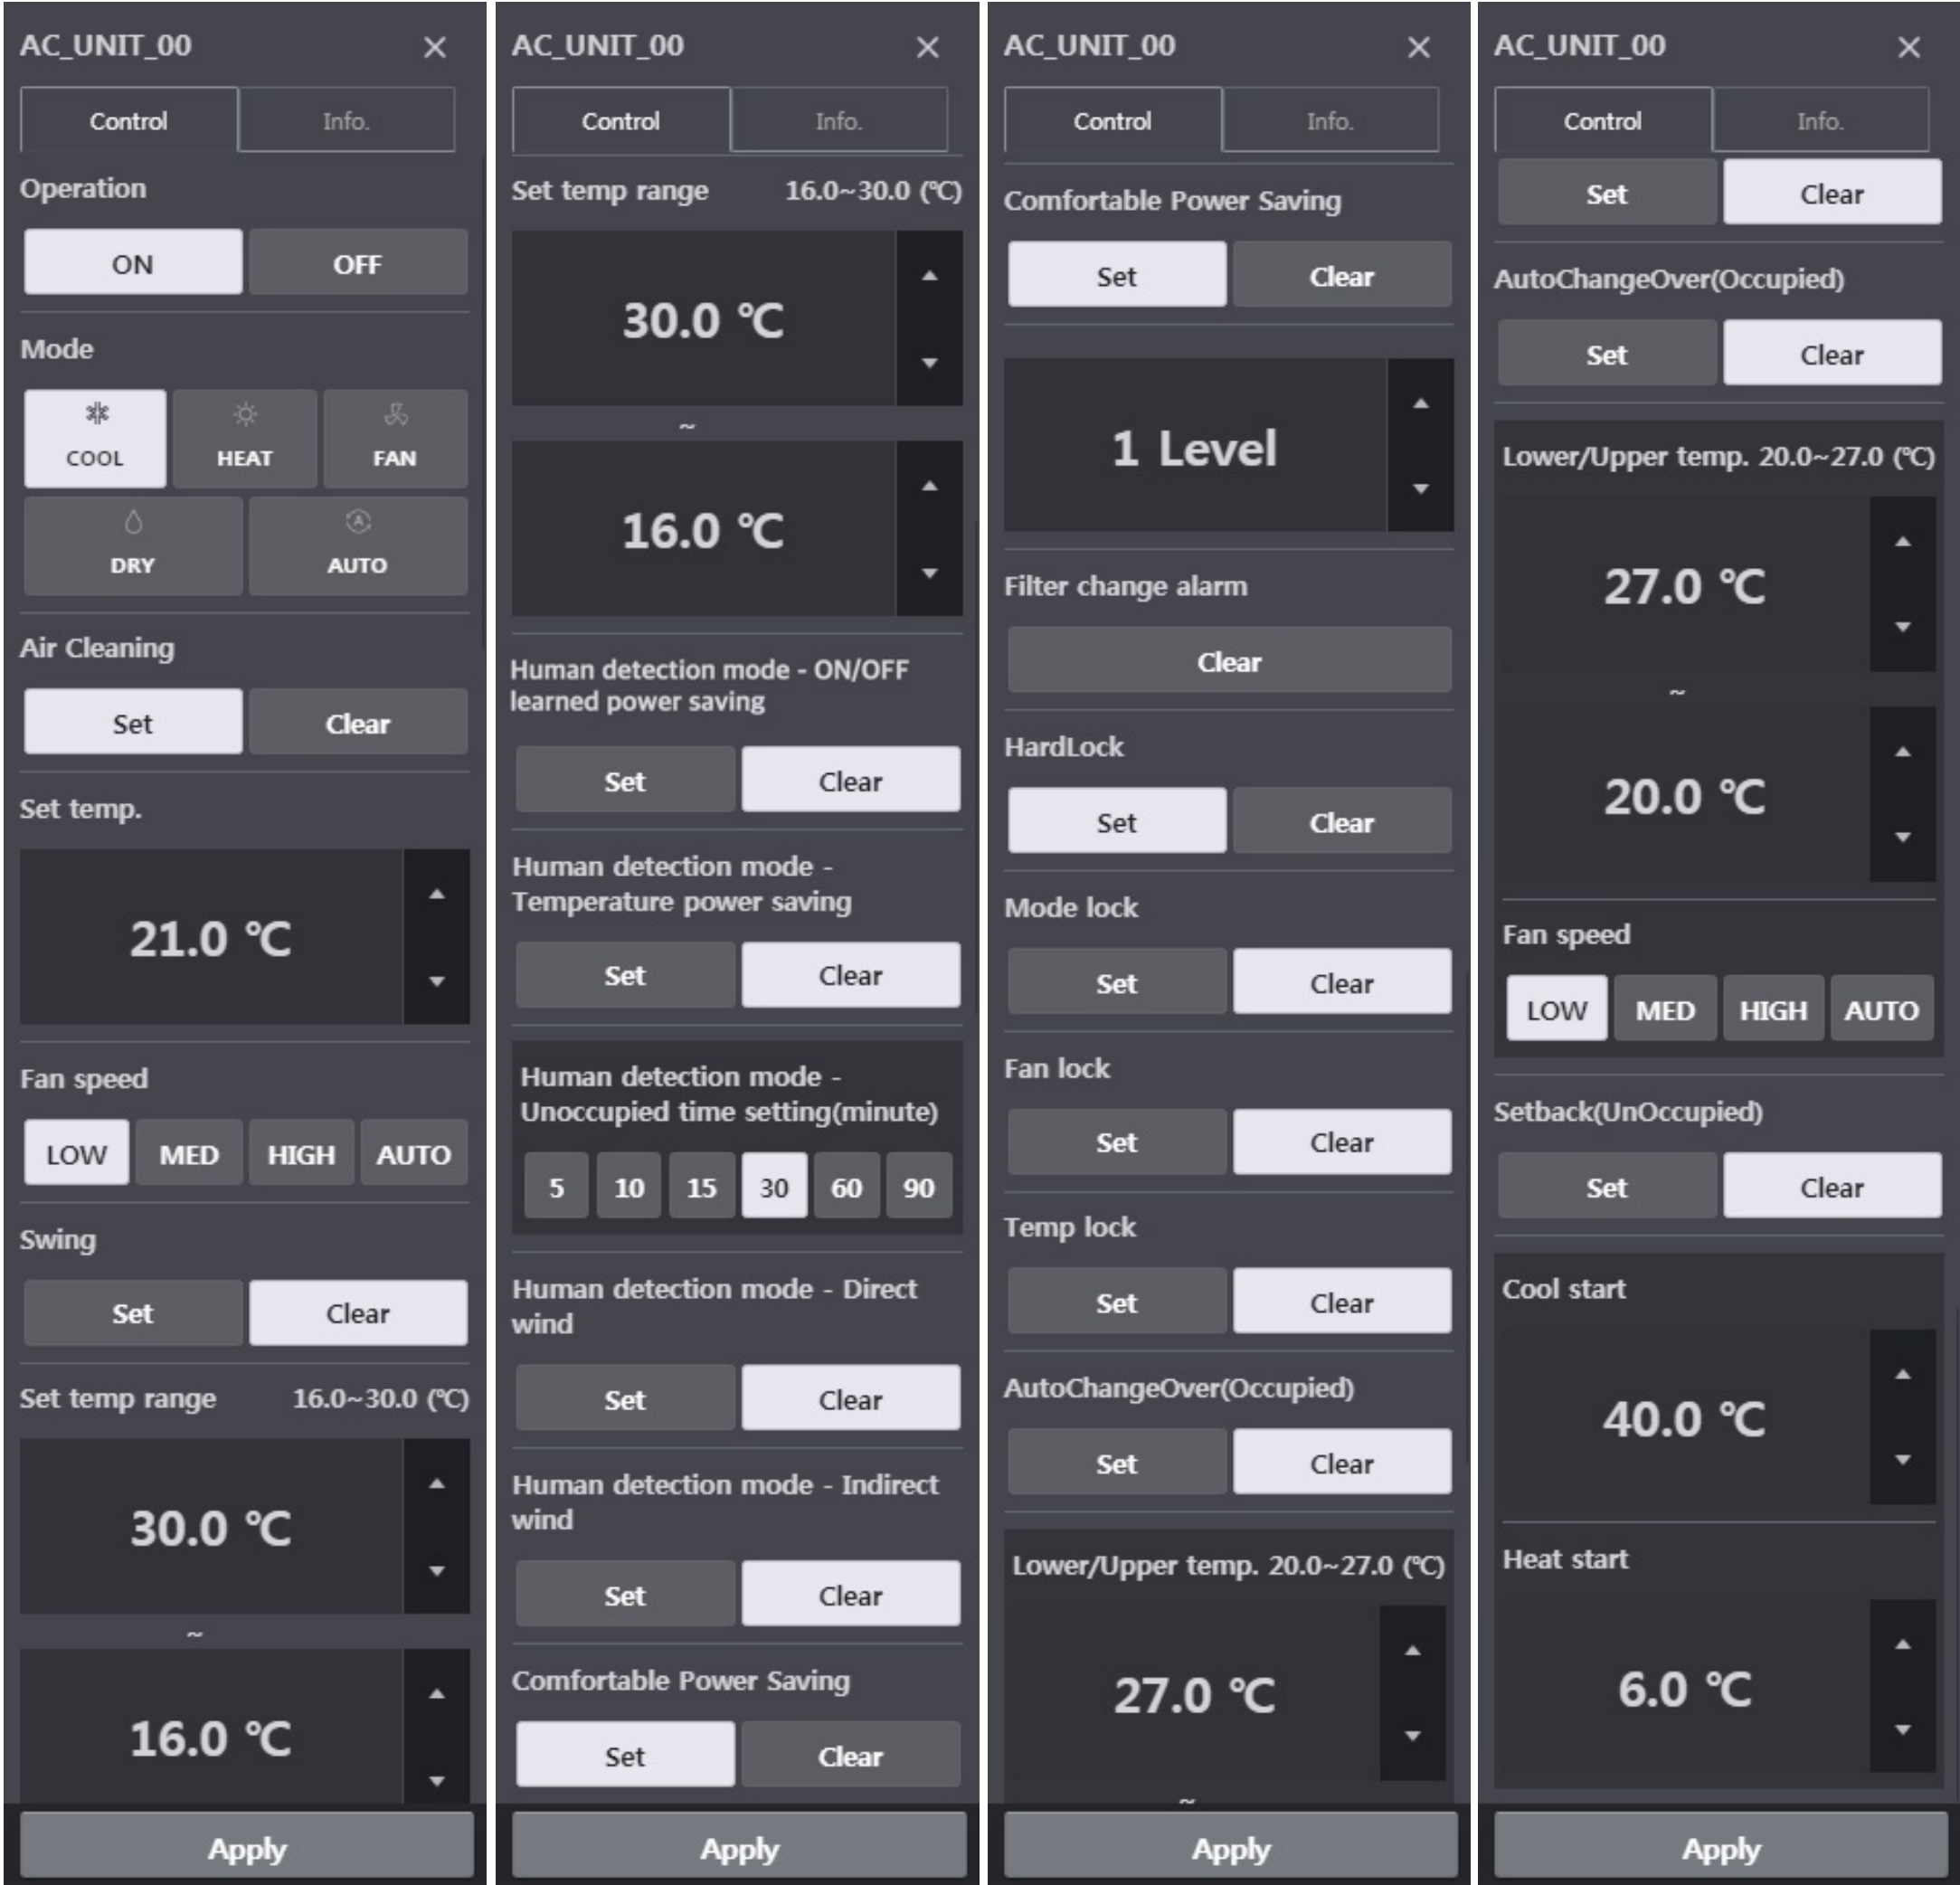 AC_UNIT_00
Control Info.
Operation
ON OFF
Mode
COOL HEAT FAN
DRY AUTO
Air Cleaning
Set Clear
Set temp.
21.0 ℃
Fan speed
LOW MED HIGH AUTO
Swing
Set Clear
Set temp range 16.0~30.0 (℃)
30.0 ℃
~
16.0 ℃
Apply
AC_UNIT_00
Control Info.
Set temp range 16.0~30.0 (℃)
30.0 ℃
~
16.0 ℃
Human detection mode - ON/OFF
learned power saving
Set Clear
Human detection mode -
Temperature power saving
Set Clear
Human detection mode -
Unoccupied time setting(minute)
5 10 15 30 60 90
Human detection mode - Direct
wind
Set Clear
Human detection mode - Indirect
wind
Set Clear
Comfortable Power Saving
Set Clear
Apply
AC_UNIT_00
Control Info.
Comfortable Power Saving
Set Clear
1 Level
Filter change alarm
Clear
HardLock
Set Clear
Mode lock
Set Clear
Fan lock
Set Clear
Temp lock
Set Clear
AutoChangeOver(Occupied)
Set Clear
Lower/Upper temp. 20.0~27.0 (℃)
27.0 ℃
~
Apply
AC_UNIT_00
Control Info.
Set Clear
AutoChangeOver(Occupied)
Set Clear
Lower/Upper temp. 20.0~27.0 (℃)
27.0 ℃
~
20.0 ℃
Fan speed
LOW MED HIGH AUTO
Setback(UnOccupied)
Set Clear
Cool start
40.0 ℃
Heat start
6.0 ℃
Apply